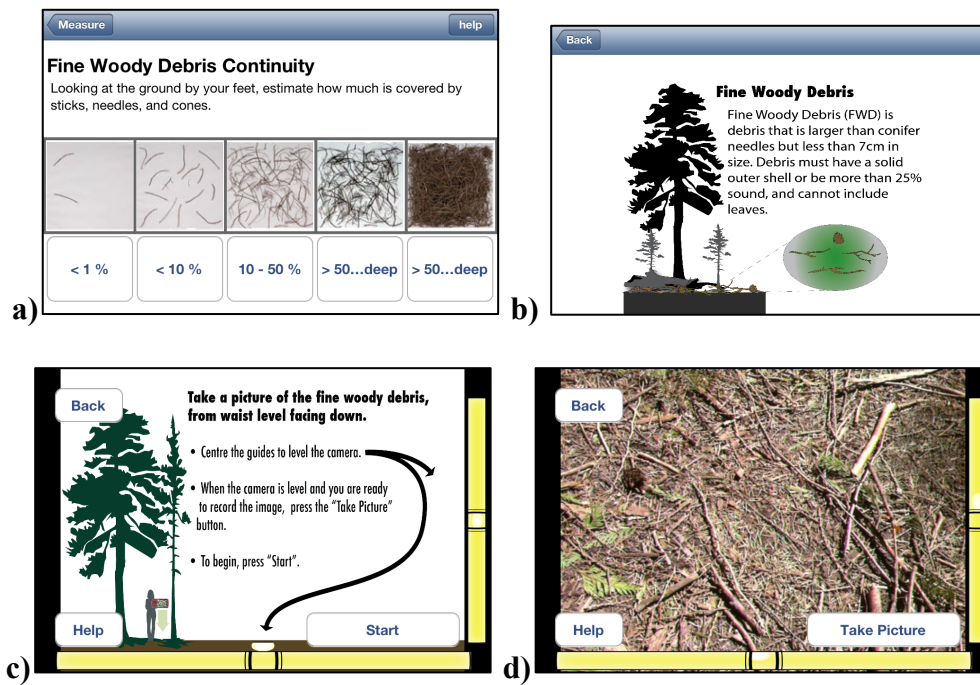 Measure
help
Fine Woody Debris Continuity
Looking at the ground by your feet, estimate how much is covered by
sticks, needles, and cones.
< 1 %
< 10 %
10 - 50 %
> 50...deep
> 50...deep
a)
Back
Fine Woody Debris
Fine Woody Debris (FWD) is
debris that is larger than conifer
needles but less than 7cm in
size. Debris must have a solid
outer shell or be more than 25%
sound, and cannot include
leaves.
b)
Back
Take a picture of the fine woody debris,
from waist level facing down.
• Centre the guides to level the camera.
• When the camera is level and you are ready
to record the image, press the "Take Picture"
button.
• To begin, press "Start".
Help
Start
c)
Back
Help
Take Picture
d)